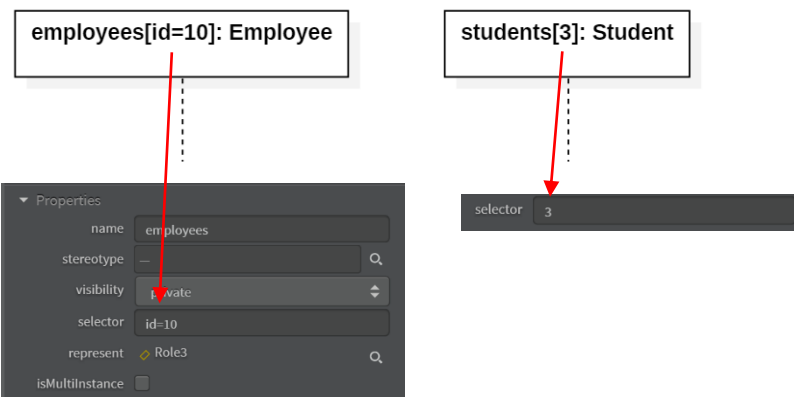 employees[id=10]: Employee
students[3]: Student
Properties
name employees
stereotype —
visibility private
selector id=10
represent Role3
isMultiInstance
selector 3